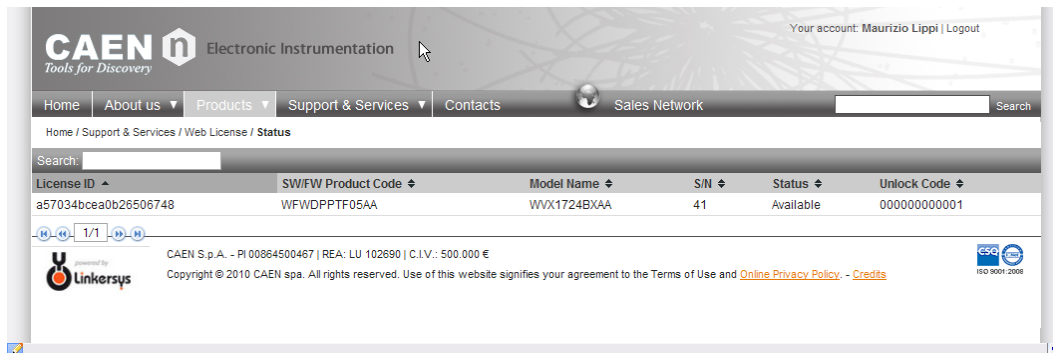 Your account: Maurizio Lippi | Logout
CAEN n Electronic Instrumentation
Tools for Discovery
Home About us ▼ Products ▼ Support & Services ▼ Contacts Sales Network Search
Home / Support & Services / Web License / Status
Search:
License ID SW/FW Product Code Model Name S/N Status Unlock Code
a57034bcea0b26506748 WFWDPPTF05AA WVX1724BXAA 41 Available 000000000001
1/1
CAEN S.p.A. - PI 00864500467 | REA: LU 102690 | C.I.V.: 500.000 €
powered by
Linkersys
Copyright © 2010 CAEN spa. All rights reserved. Use of this website signifies your agreement to the Terms of Use and Online Privacy Policy. - Credits
CSQ
ISO 9001:2008